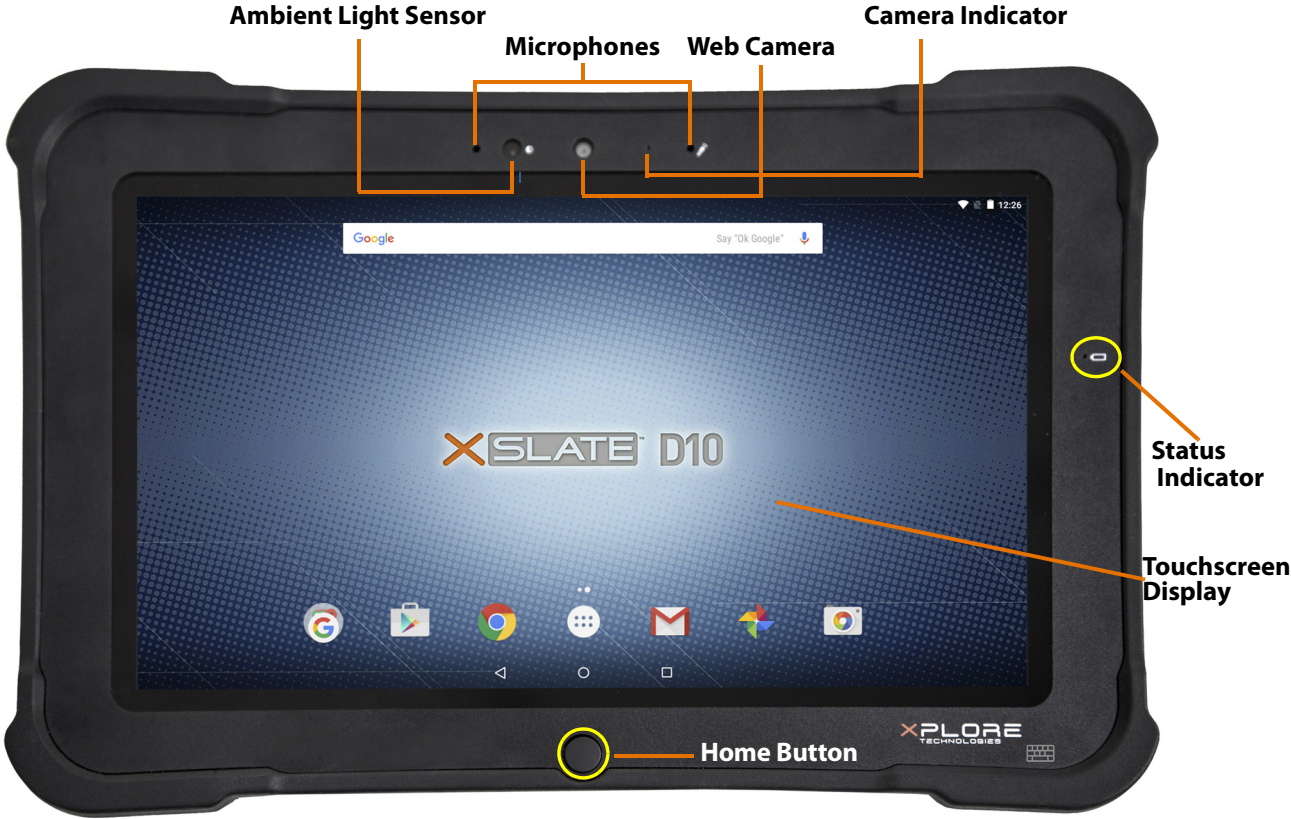 Ambient Light Sensor
Camera Indicator
Microphones
Web Camera
12:26
Google
Say "Ok Google"
XSLATE™ D10
Status
Indicator
Touchscreen
Display
XPLORE
TECHNOLOGIES
Home Button